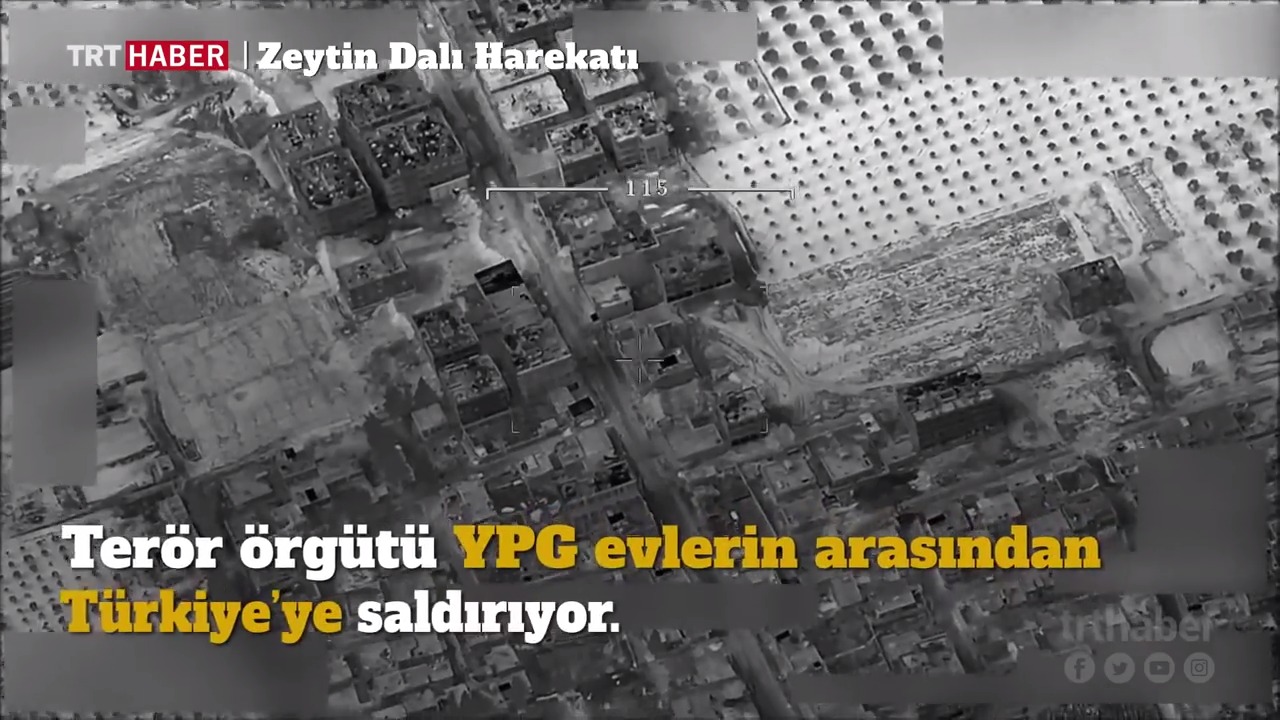 TRT HABER | Zeytin Dalı Harekatı
115
Terör örgütü YPG evlerin arasından
Türkiye'ye saldırıyor.
trthaber